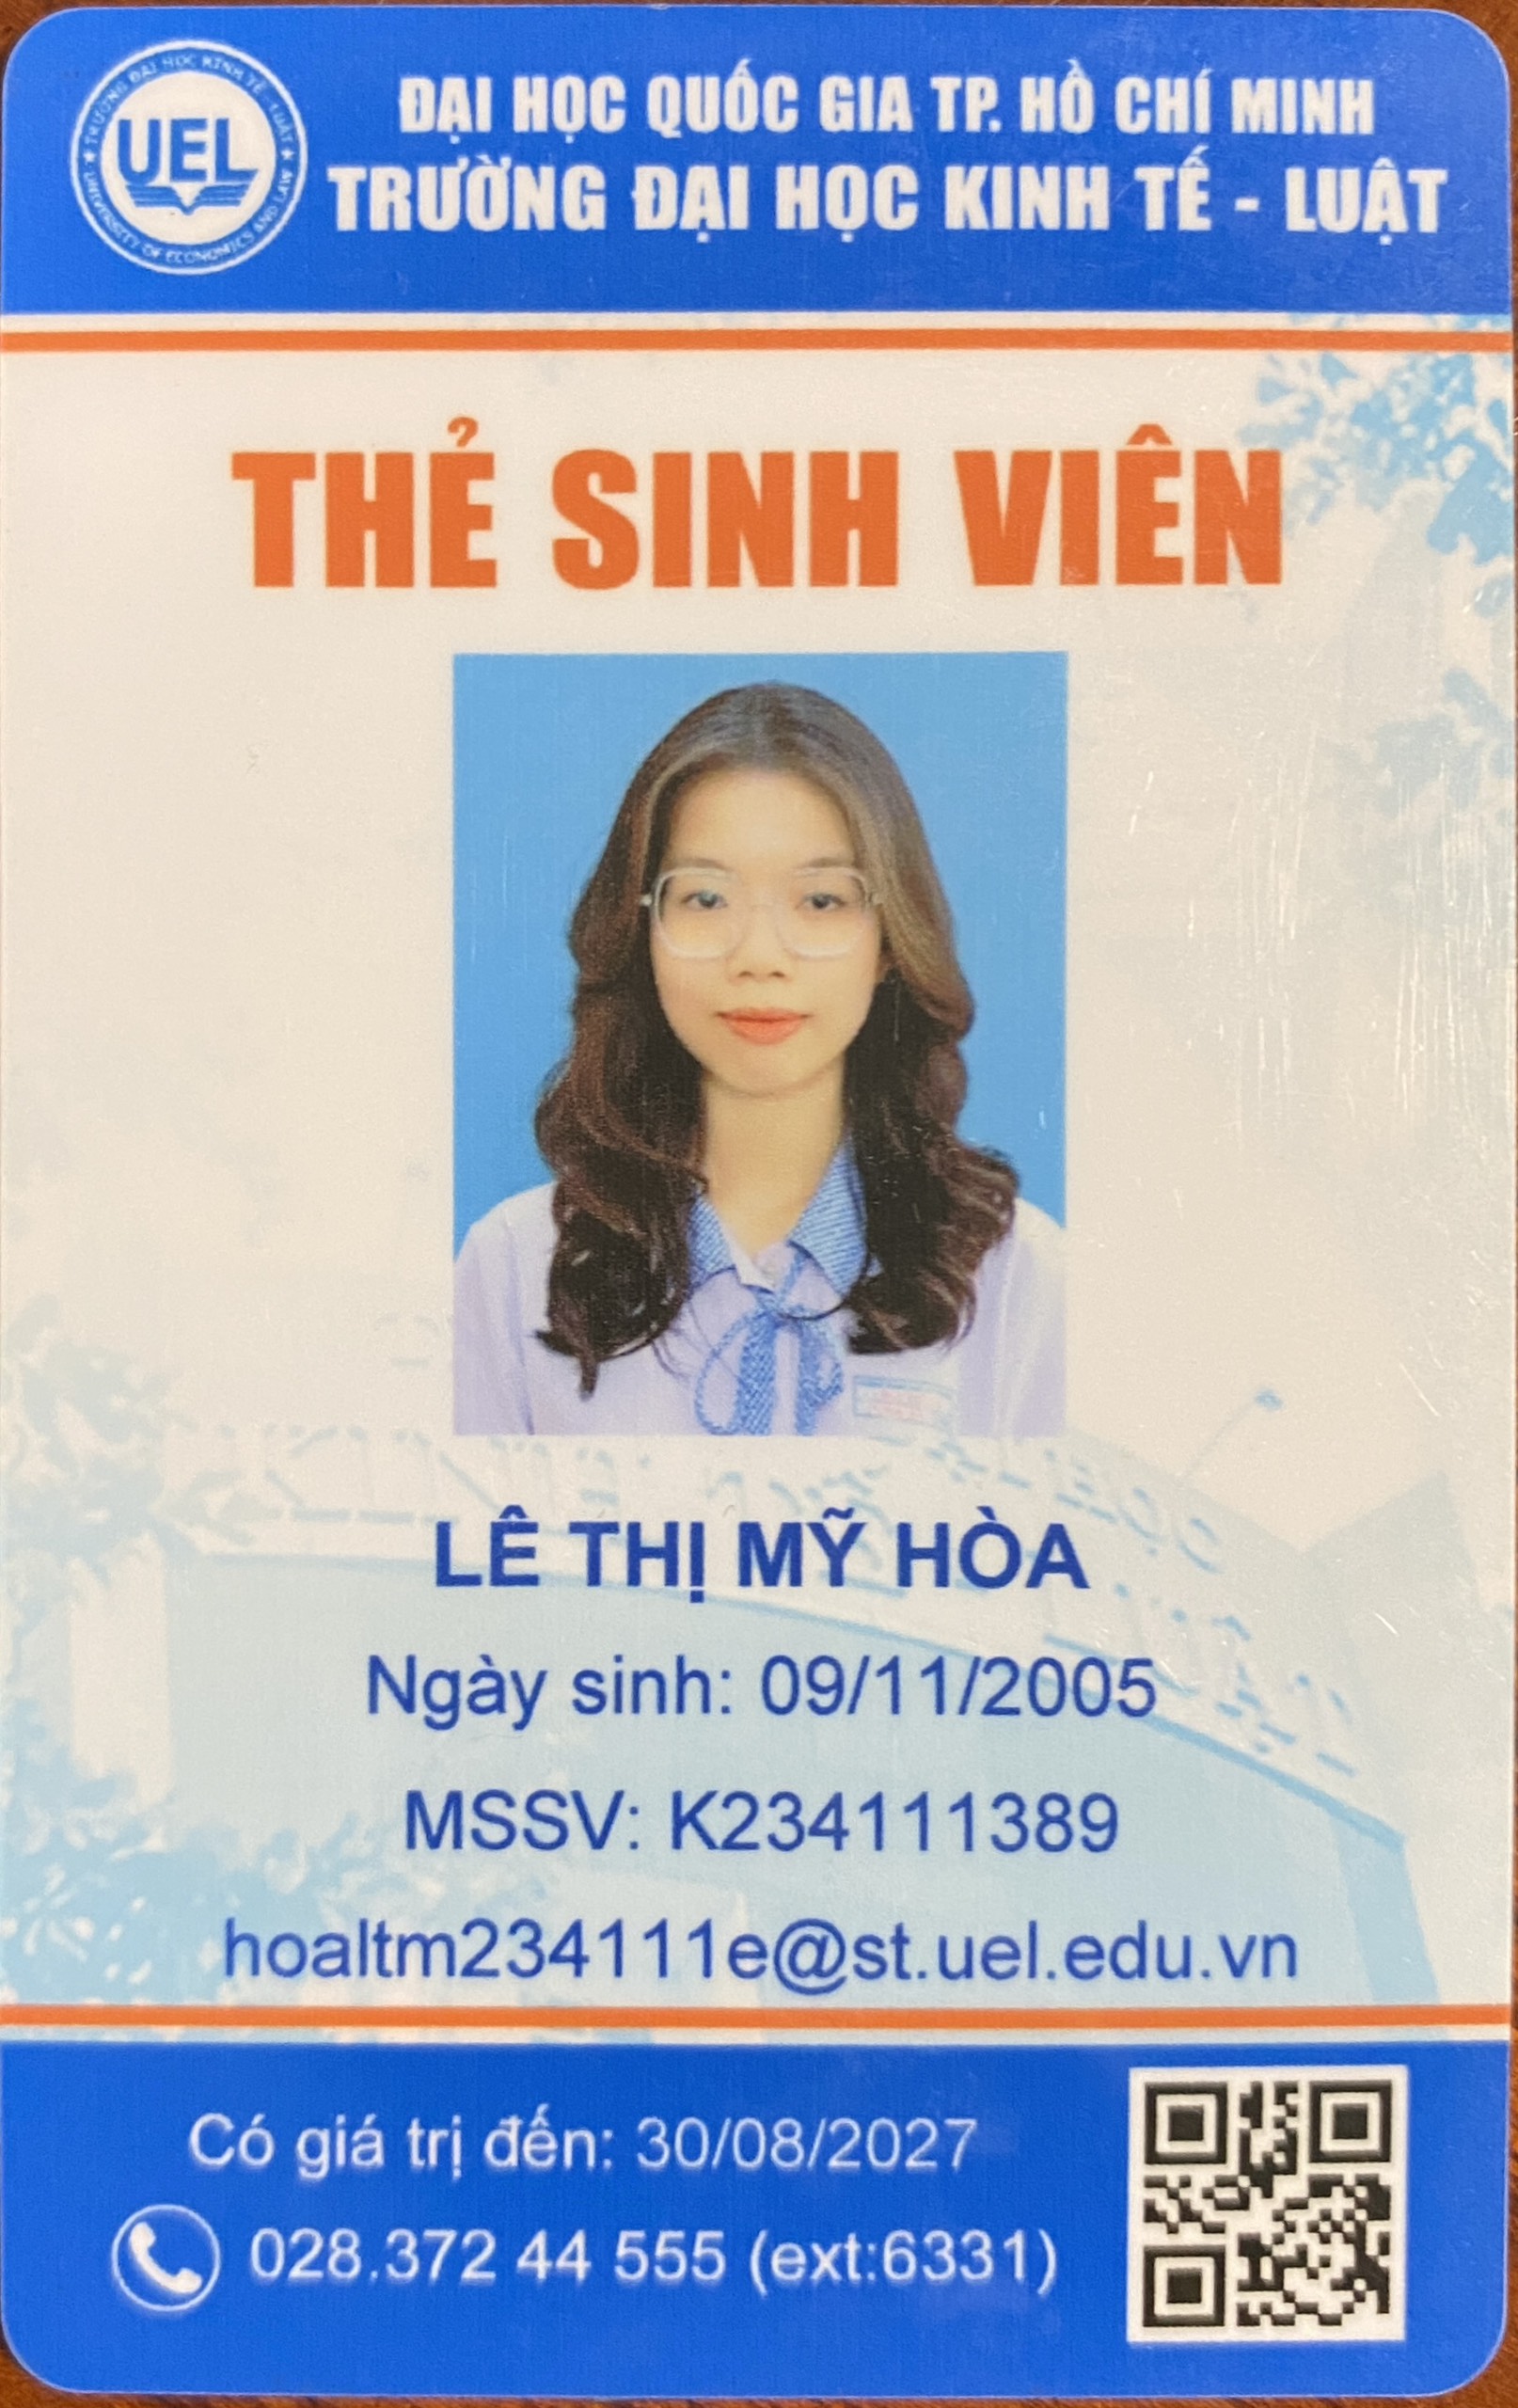 TRƯỜNG ĐẠI HỌC KINH TẾ - LUẬT
UNIVERSITY OF ECONOMICS AND LAW
UEL
ĐẠI HỌC QUỐC GIA TP. HỒ CHÍ MINH
TRƯỜNG ĐẠI HỌC KINH TẾ - LUẬT
THẺ SINH VIÊN
LÊ THỊ MỸ HÒA
Ngày sinh: 09/11/2005
MSSV: K234111389
hoaltm234111e@st.uel.edu.vn
Có giá trị đến: 30/08/2027
028.372 44 555 (ext:6331)